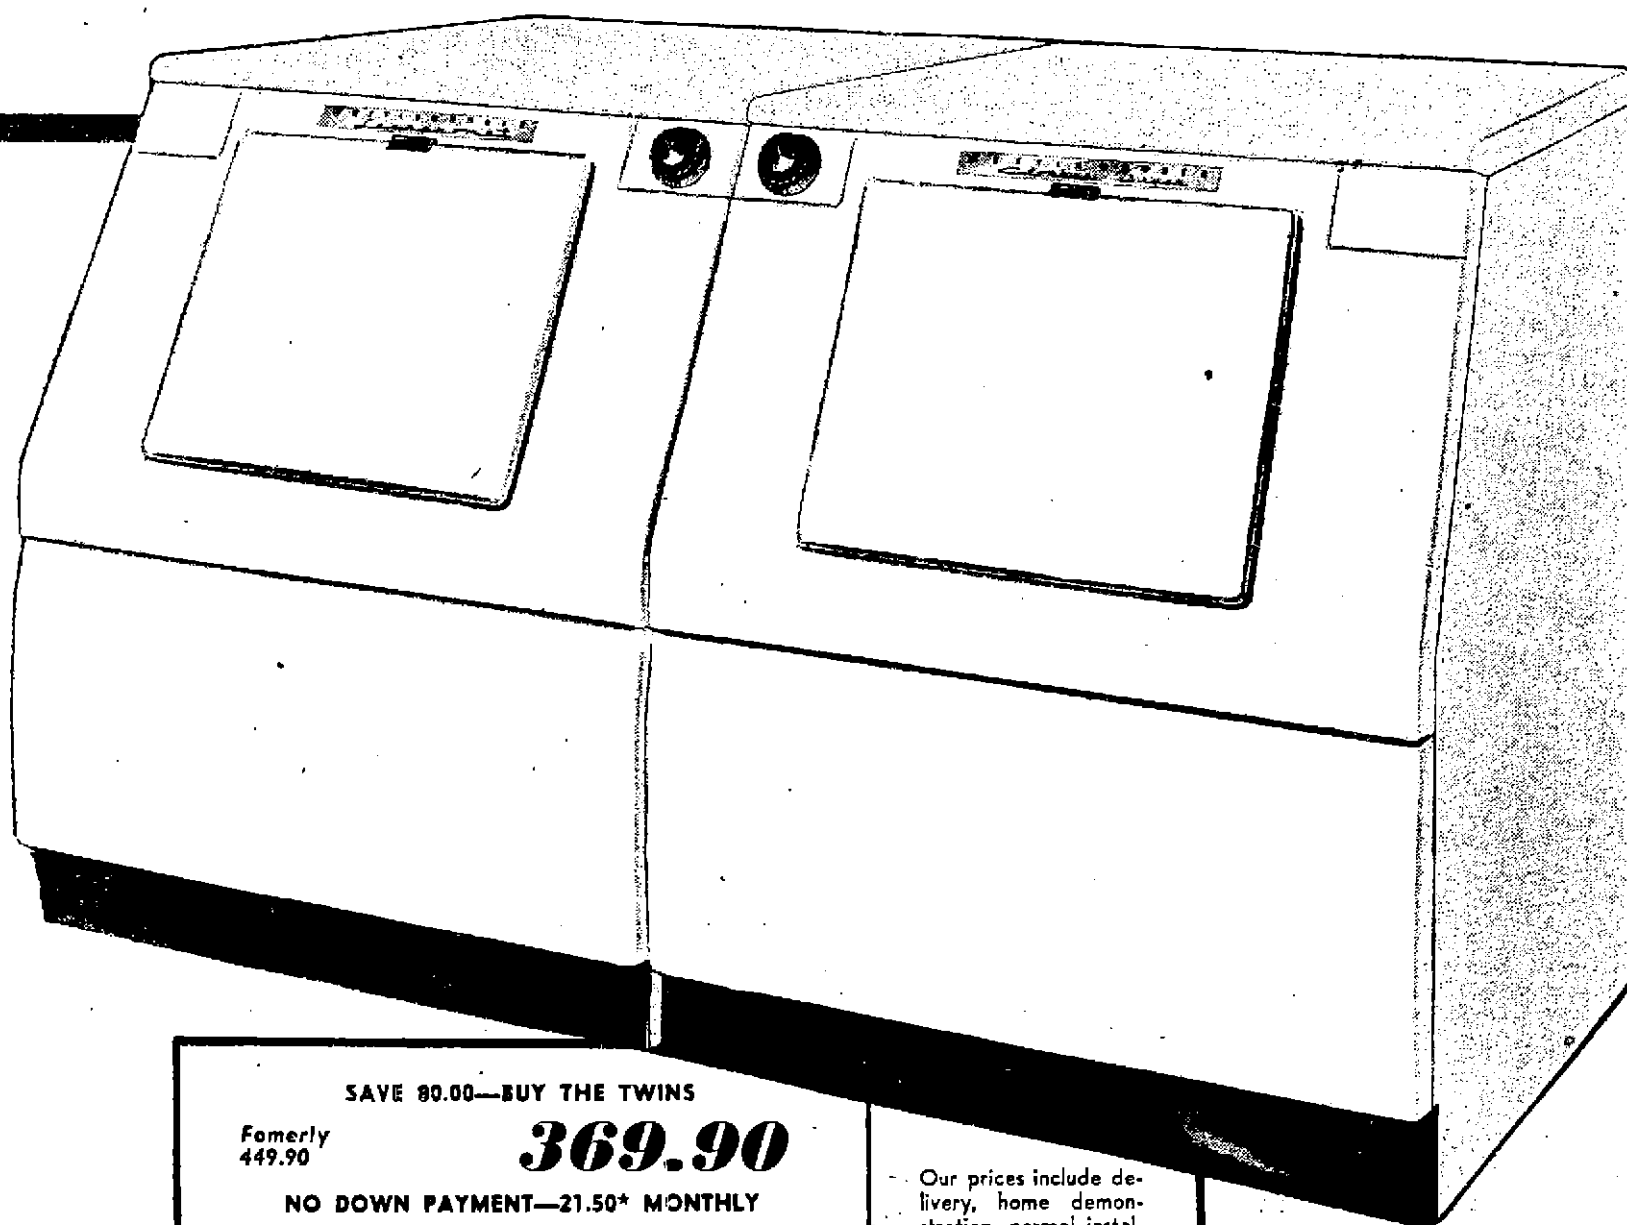 SAVE 80.00—BUY THE TWINS
Fomerly
449.90
369.90
NO DOWN PAYMENT—21.50* MONTHLY
Our prices include de-
livery, home demon-